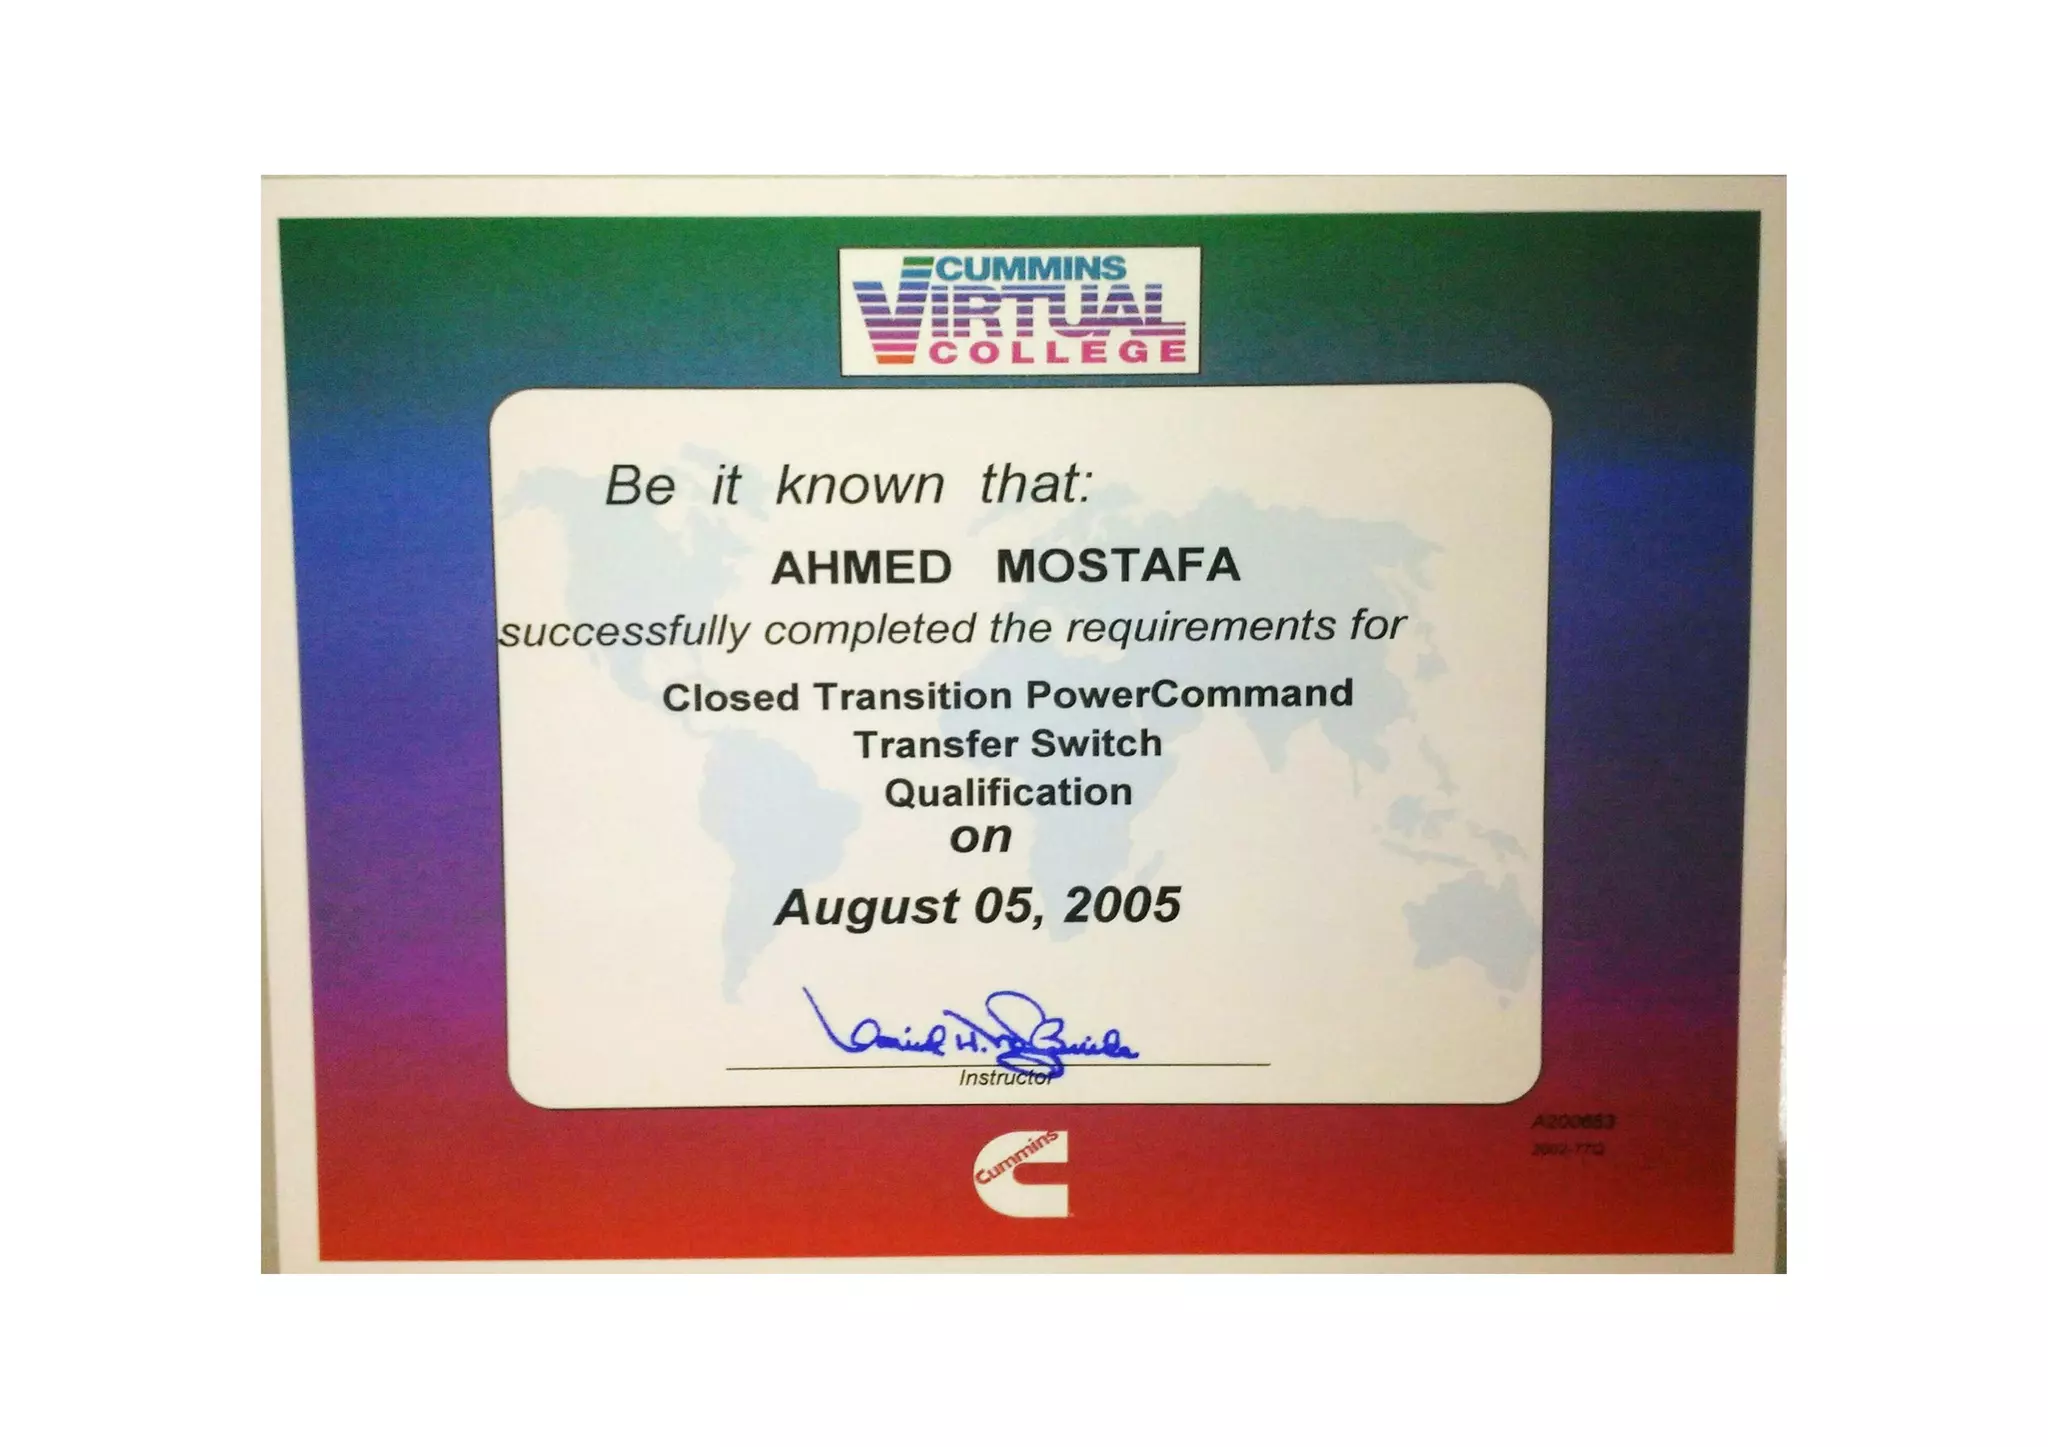 CUMMINS
VIRTUAL
COLLEGE
Be it known that:
AHMED MOSTAFA
successfully completed the requirements for
Closed Transition PowerCommand
Transfer Switch
Qualification
on
August 05, 2005
Instructor
Cummins